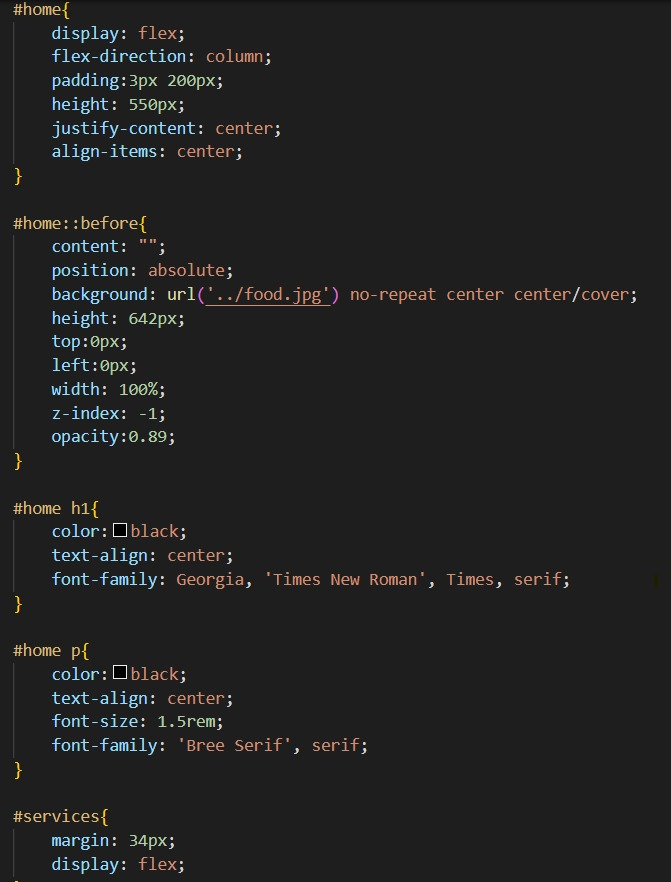 #home{
    display: flex;
    flex-direction: column;
    padding:3px 200px;
    height: 550px;
    justify-content: center;
    align-items: center;
}

#home::before{
    content: "";
    position: absolute;
    background: url('../food.jpg') no-repeat center center/cover;
    height: 642px;
    top:0px;
    left:0px;
    width: 100%;
    z-index: -1;
    opacity:0.89;
}

#home h1{
    color: black;
    text-align: center;
    font-family: Georgia, 'Times New Roman', Times, serif;
}

#home p{
    color: black;
    text-align: center;
    font-size: 1.5rem;
    font-family: 'Bree Serif', serif;
}

#services{
    margin: 34px;
    display: flex;